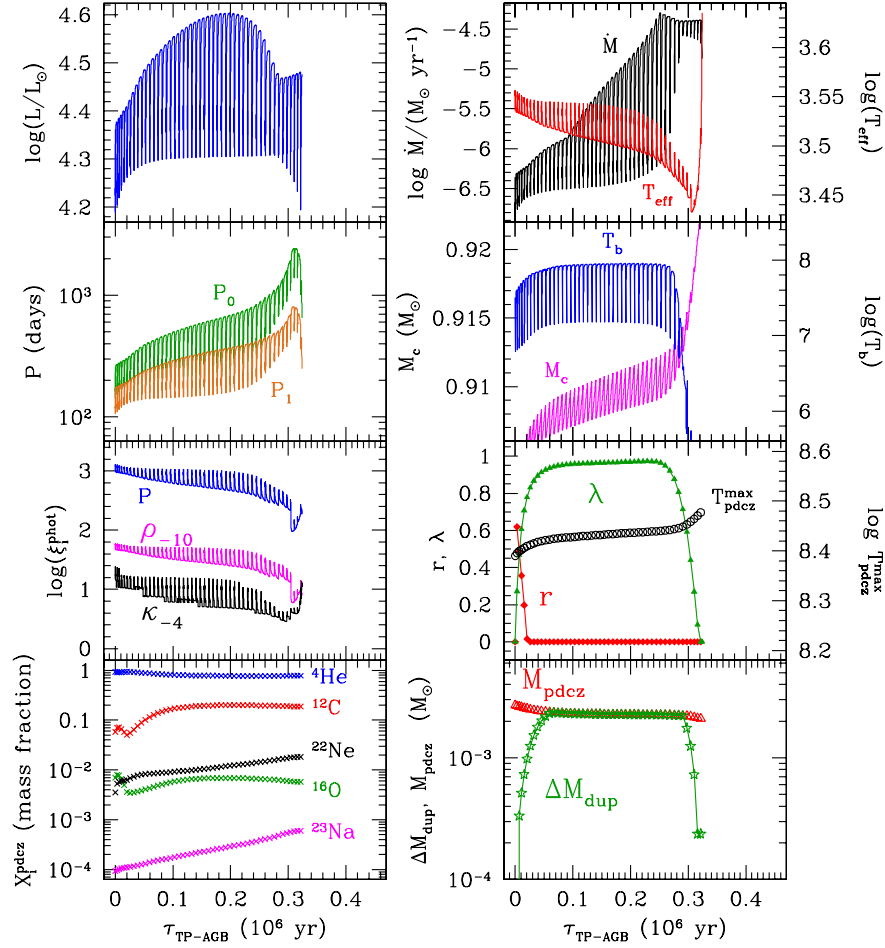 4.6
4.5
4.4
4.3
4.2
log(L/L⊙)
-4.5
-5
-5.5
-6
-6.5
log Ṁ/(M⊙ yr⁻¹)
Ṁ
T_eff
3.6
3.55
3.5
3.45
log(T_eff)
10³
10²
P (days)
P₀
P₁
0.92
0.915
0.91
M_c (M⊙)
T_b
M_c
8
7
6
log(T_b)
3
2
1
0
log(ξ_i^phot)
P
ρ₋₁₀
κ₋₄
1
0.8
0.6
0.4
0.2
0
r, λ
λ
r
T_pdcz^max
8.6
8.5
8.4
8.3
8.2
log T_pdcz^max
1
0.1
10⁻²
10⁻³
10⁻⁴
X_i^pdcz (mass fraction)
⁴He
¹²C
²²Ne
¹⁶O
²³Na
10⁻³
10⁻⁴
ΔM_dup, M_pdcz (M⊙)
M_pdcz
ΔM_dup
0 0.1 0.2 0.3 0.4
τ_TP-AGB (10⁶ yr)
0 0.1 0.2 0.3 0.4
τ_TP-AGB (10⁶ yr)